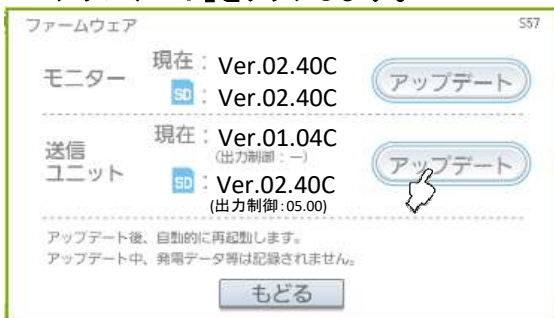 ファームウェア
S57
モニター
現在：Ver.02.40C
SD：Ver.02.40C
アップデート
送信
ユニット
現在：Ver.01.04C
（出力制御：ー）
SD：Ver.02.40C
(出力制御:05.00)
アップデート
アップデート後、自動的に再起動します。
アップデート中、発電データ等は記録されません。
もどる